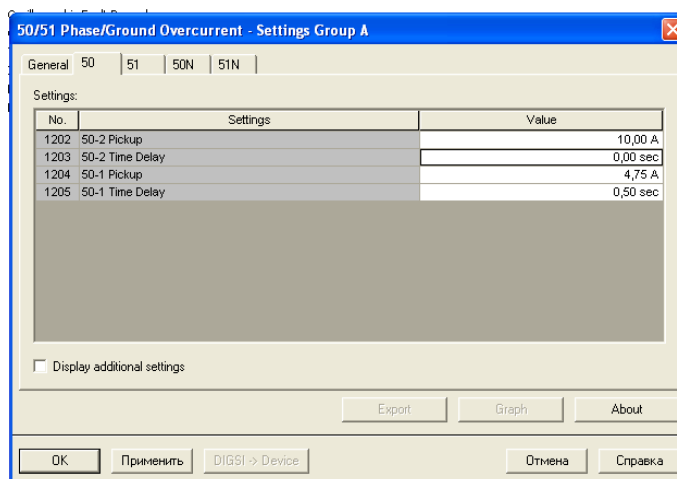 50/51 Phase/Ground Overcurrent - Settings Group A
General 50 51 50N 51N
Settings:
No. Settings Value
1202 50-2 Pickup 10,00 A
1203 50-2 Time Delay 0,00 sec
1204 50-1 Pickup 4,75 A
1205 50-1 Time Delay 0,50 sec
Display additional settings
Export Graph About
OK Применить DIGSI -> Device Отмена Справка